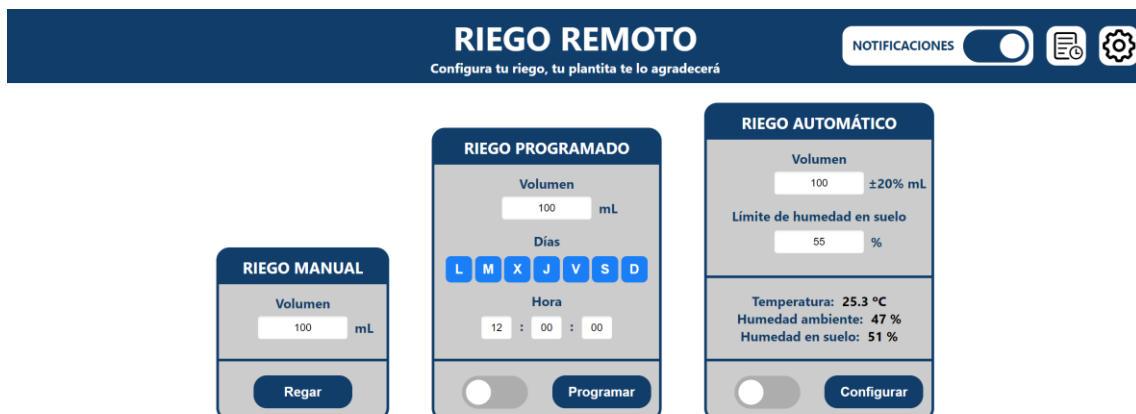 RIEGO REMOTO
Configura tu riego, tu plantita te lo agradecerá
NOTIFICACIONES
RIEGO MANUAL
Volumen
100 mL
Regar
RIEGO PROGRAMADO
Volumen
100 mL
Días
L M X J V S D
Hora
12 : 00 : 00
Programar
RIEGO AUTOMÁTICO
Volumen
100 ±20% mL
Límite de humedad en suelo
55 %
Temperatura: 25.3 ºC
Humedad ambiente: 47 %
Humedad en suelo: 51 %
Configurar